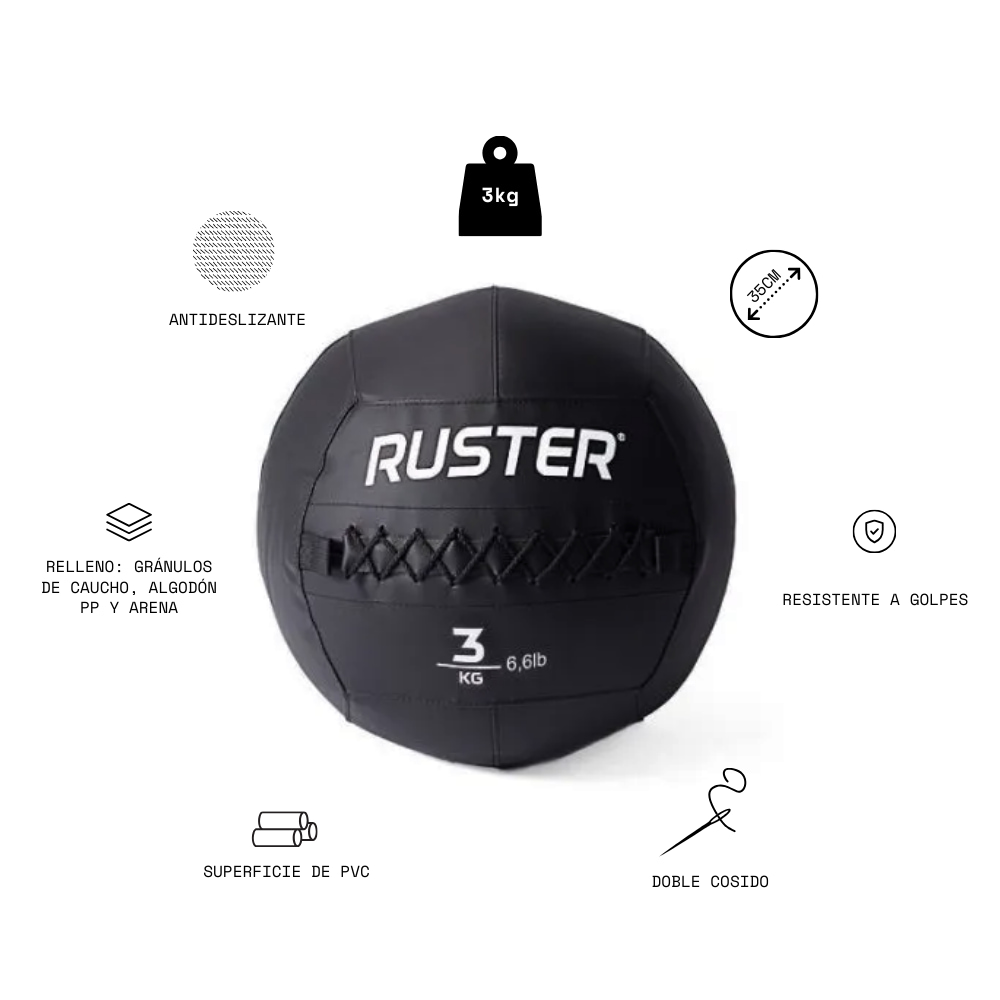 3kg
35CM
ANTIDESLIZANTE
RUSTER®
RELLENO: GRÁNULOS
DE CAUCHO, ALGODÓN
PP Y ARENA
RESISTENTE A GOLPES
3
KG
6,6lb
SUPERFICIE DE PVC
DOBLE COSIDO